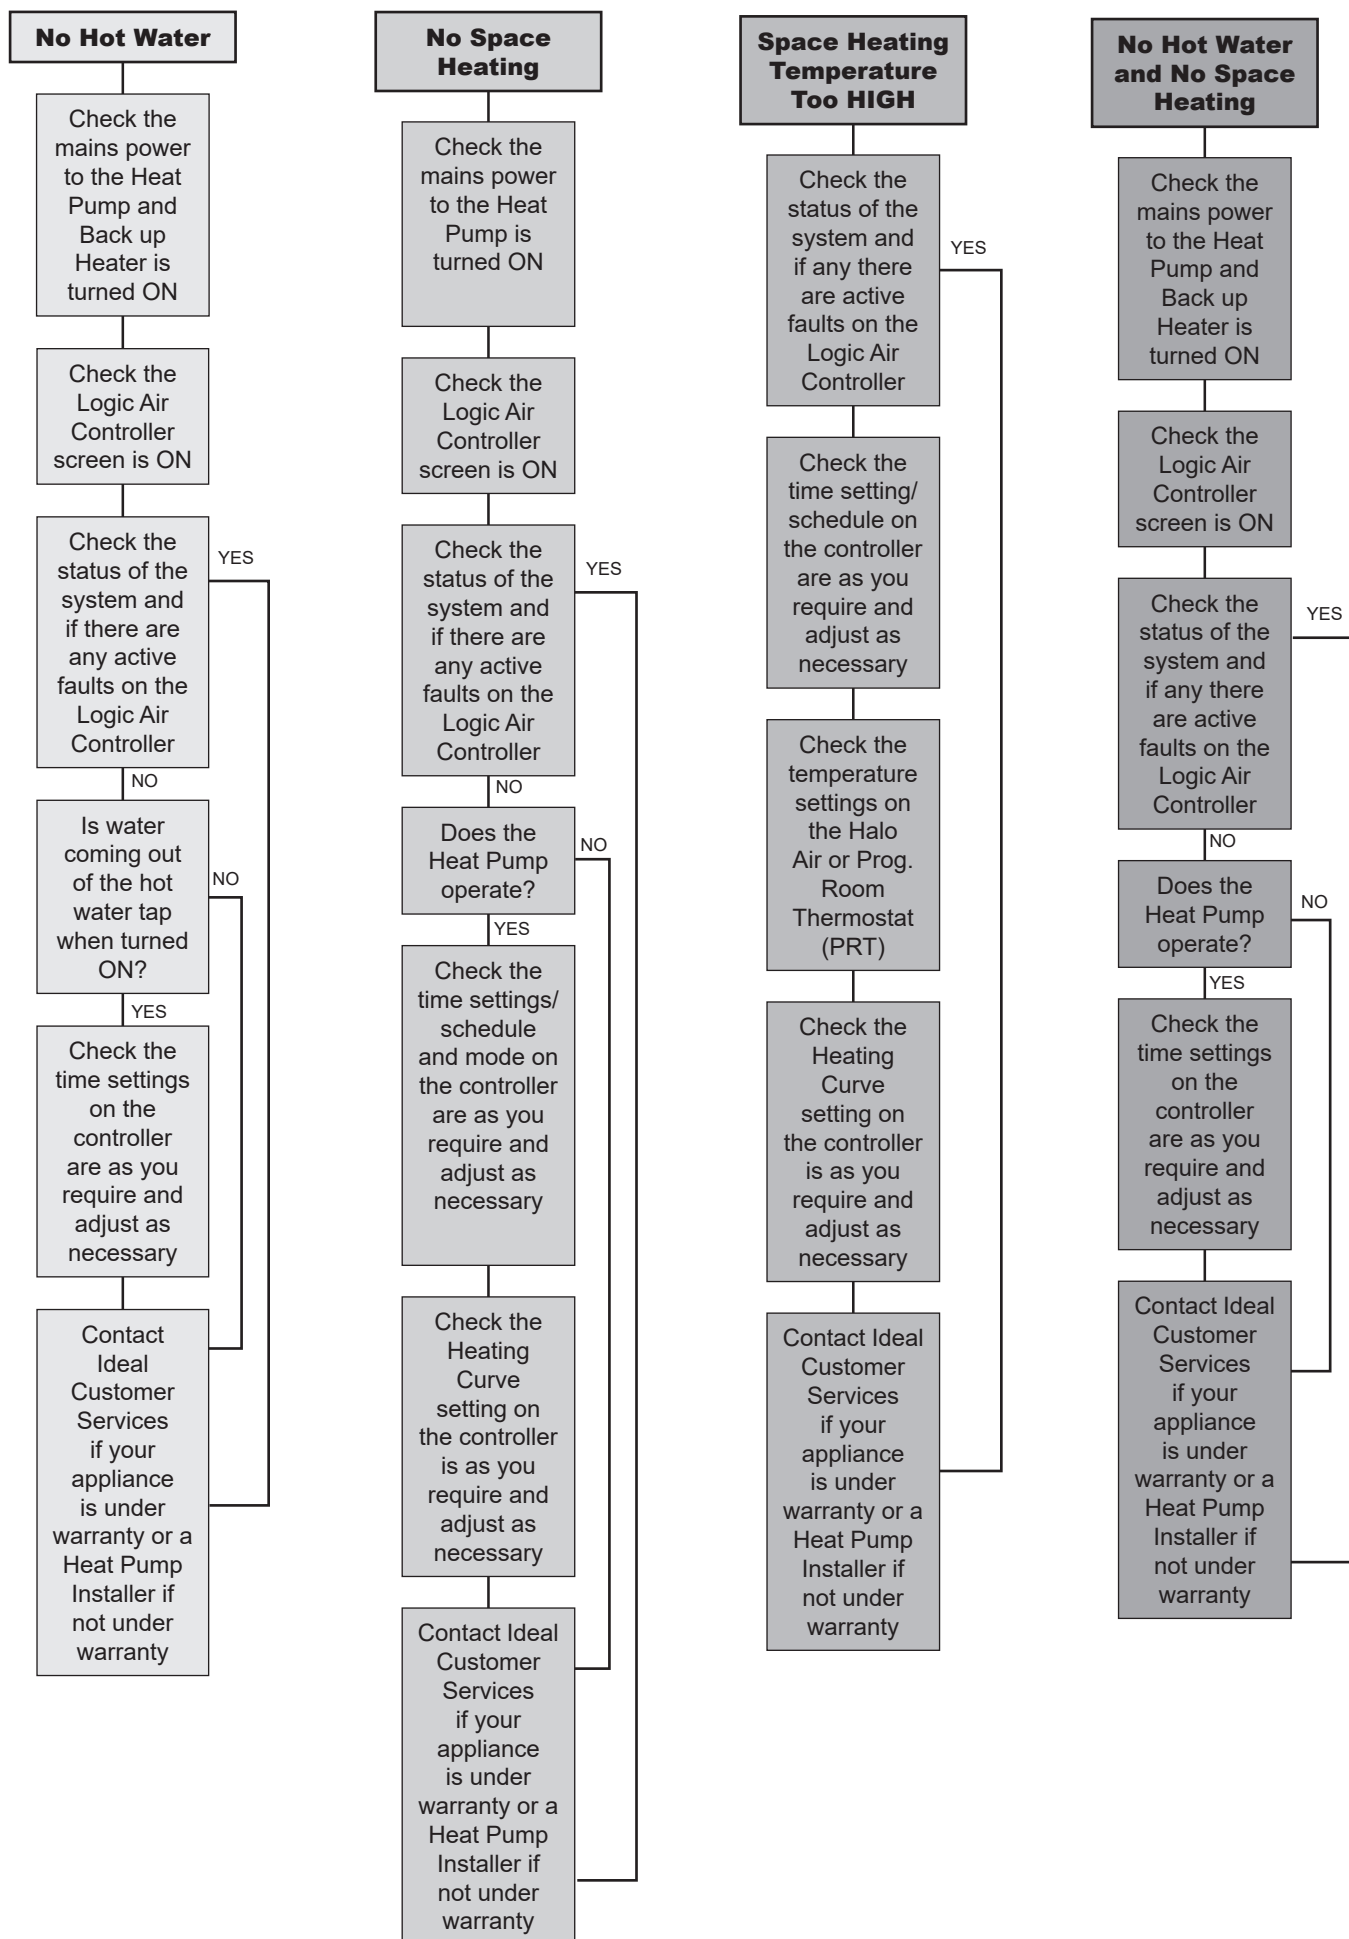 No Hot Water
Check the
mains power
to the Heat
Pump and
Back up
Heater is
turned ON
Check the
Logic Air
Controller
screen is ON
Check the
status of the
system and
if there are
any active
faults on the
Logic Air
Controller
YES
NO
Is water
coming out
of the hot
water tap
when turned
ON?
NO
YES
Check the
time settings
on the
controller
are as you
require and
adjust as
necessary
Contact
Ideal
Customer
Services
if your
appliance
is under
warranty or a
Heat Pump
Installer if
not under
warranty
No Space
Heating
Check the
mains power
to the Heat
Pump is
turned ON
Check the
Logic Air
Controller
screen is ON
Check the
status of the
system and
if there are
any active
faults on the
Logic Air
Controller
YES
NO
Does the
Heat Pump
operate?
NO
YES
Check the
time settings/
schedule
and mode on
the controller
are as you
require and
adjust as
necessary
Check the
Heating
Curve
setting on
the controller
is as you
require and
adjust as
necessary
Contact Ideal
Customer
Services
if your
appliance
is under
warranty or a
Heat Pump
Installer if
not under
warranty
Space Heating
Temperature
Too HIGH
Check the
status of the
system and
if any there
are active
faults on the
Logic Air
Controller
YES
Check the
time setting/
schedule on
the controller
are as you
require and
adjust as
necessary
Check the
temperature
settings on
the Halo
Air or Prog.
Room
Thermostat
(PRT)
Check the
Heating
Curve
setting on
the controller
is as you
require and
adjust as
necessary
Contact Ideal
Customer
Services
if your
appliance
is under
warranty or a
Heat Pump
Installer if
not under
warranty
No Hot Water
and No Space
Heating
Check the
mains power
to the Heat
Pump and
Back up
Heater is
turned ON
Check the
Logic Air
Controller
screen is ON
Check the
status of the
system and
if any there
are active
faults on the
Logic Air
Controller
YES
NO
Does the
Heat Pump
operate?
NO
YES
Check the
time settings
on the
controller
are as you
require and
adjust as
necessary
Contact Ideal
Customer
Services
if your
appliance
is under
warranty or a
Heat Pump
Installer if
not under
warranty